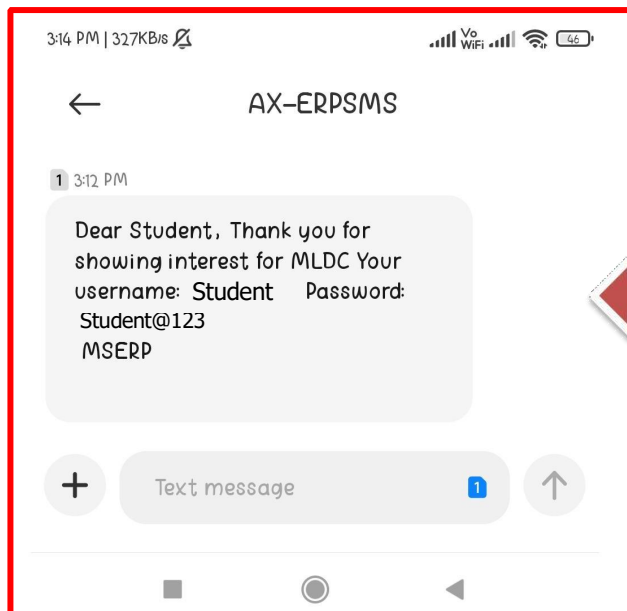 3:14 PM | 327KB/s Vo WiFi 46
AX-ERPSMS
1 3:12 PM
Dear Student, Thank you for
showing interest for MLDC Your
username: Student Password:
Student@123
MSERP
Text message 1